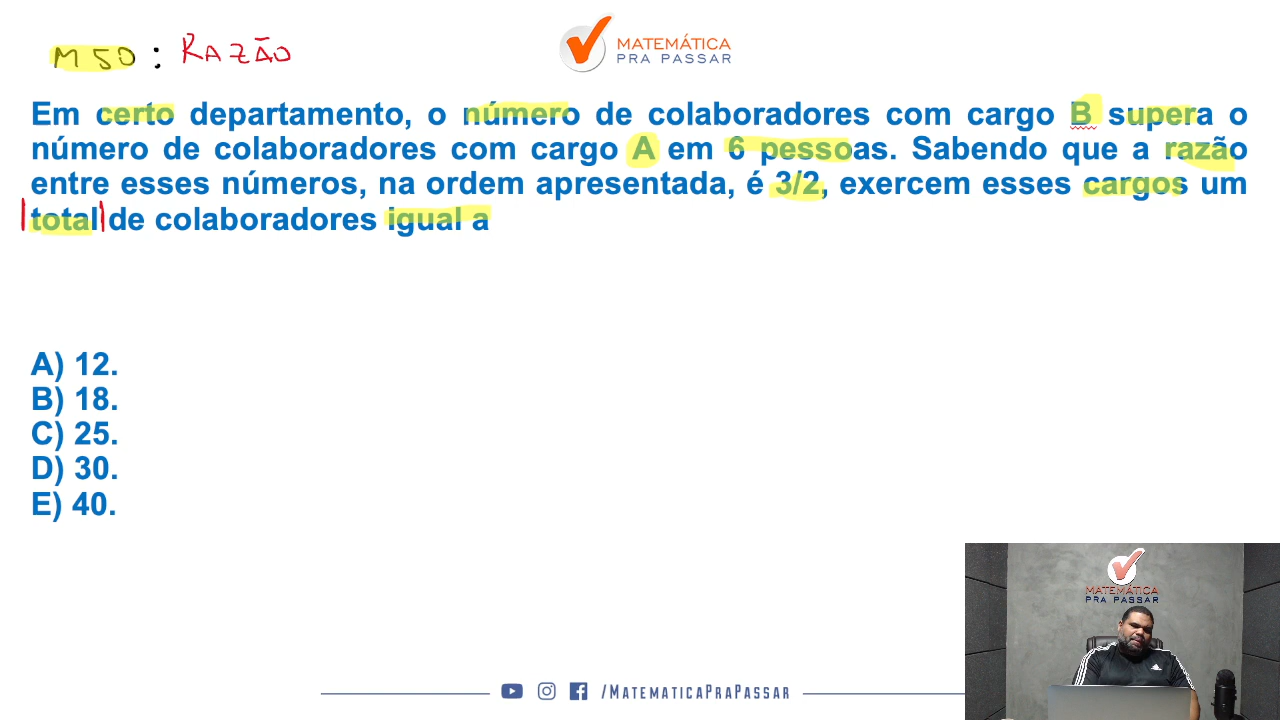 M50 : RAZÃO
MATEMÁTICA
PRA PASSAR
Em certo departamento, o número de colaboradores com cargo B supera o
número de colaboradores com cargo A em 6 pessoas. Sabendo que a razão
entre esses números, na ordem apresentada, é 3/2, exercem esses cargos um
total de colaboradores igual a
A) 12.
B) 18.
C) 25.
D) 30.
E) 40.
MATEMÁTICA
PRA PASSAR
/MATEMATICAPRAPASSAR